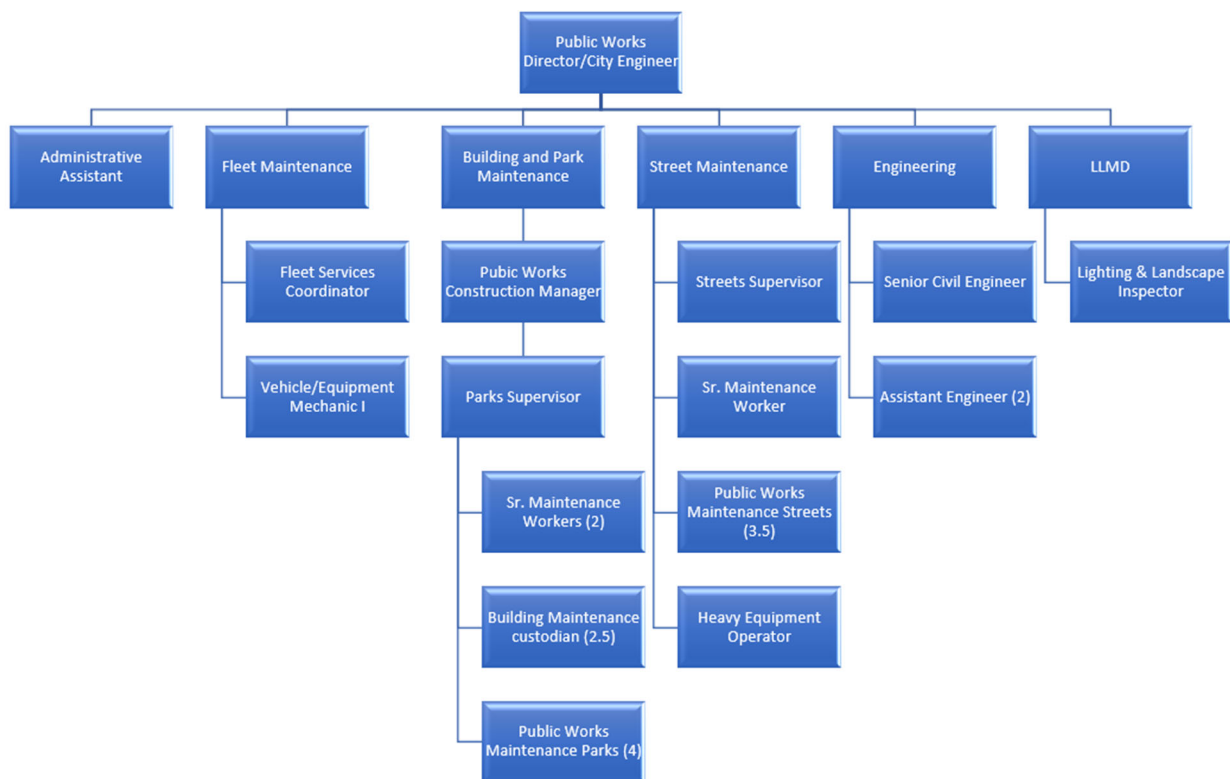 Public Works
Director/City Engineer
Administrative
Assistant
Fleet Maintenance
Building and Park
Maintenance
Street Maintenance
Engineering
LLMD
Fleet Services
Coordinator
Pubic Works
Construction Manager
Streets Supervisor
Senior Civil Engineer
Lighting & Landscape
Inspector
Vehicle/Equipment
Mechanic I
Parks Supervisor
Sr. Maintenance
Worker
Assistant Engineer (2)
Sr. Maintenance
Workers (2)
Public Works
Maintenance Streets
(3.5)
Building Maintenance
custodian (2.5)
Heavy Equipment
Operator
Public Works
Maintenance Parks (4)